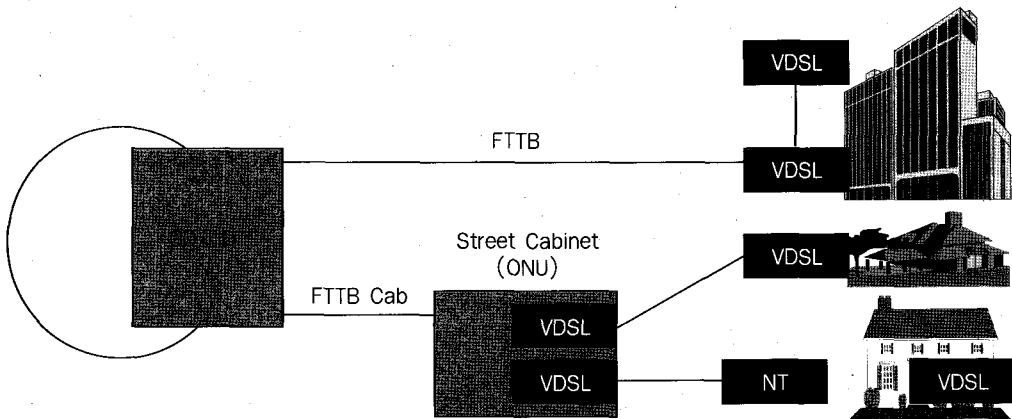 VDSL
FTTB
VDSL
Street Cabinet
(ONU)
VDSL
FTTB Cab
VDSL
VDSL
NT
VDSL